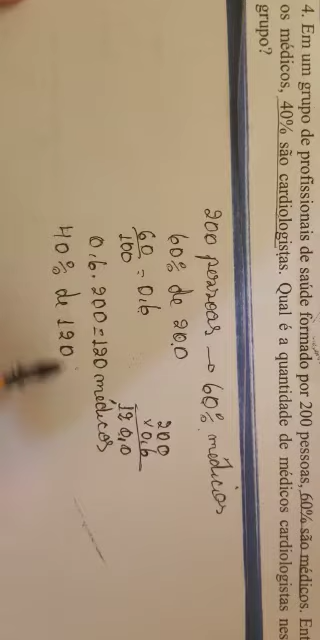 4. Em um grupo de profissionais de saúde formado por 200 pessoas, 60% são médicos. Ent
os médicos, 40% são cardiologistas. Qual é a quantidade de médicos cardiologistas nes
grupo?
200 pessoas → 60% médicos
60% de 200
60/100 = 0,6
200
x0,6
120,0
0,6.200=120 médicos
40% de 120